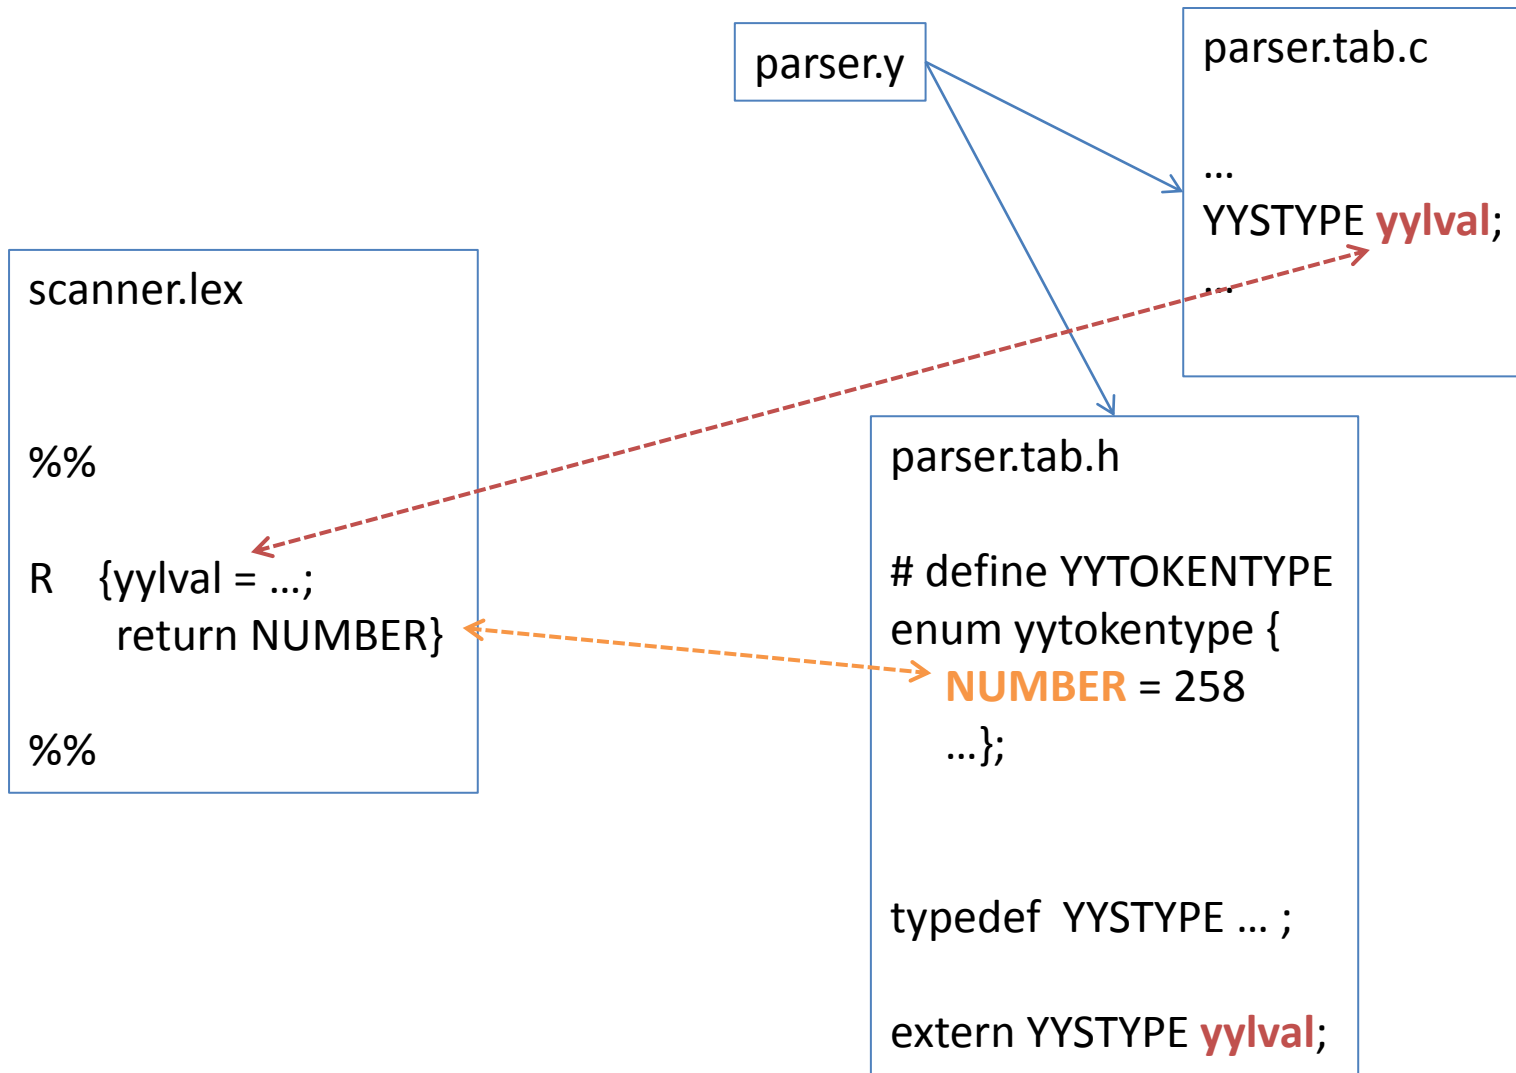 parser.y
parser.tab.c
...
YYSTYPE yylval;
...
scanner.lex
%%
R {yylval = ...;
return NUMBER}
%%
parser.tab.h
# define YYTOKENTYPE
enum yytokentype {
NUMBER = 258
...};
typedef YYSTYPE ... ;
extern YYSTYPE yylval;